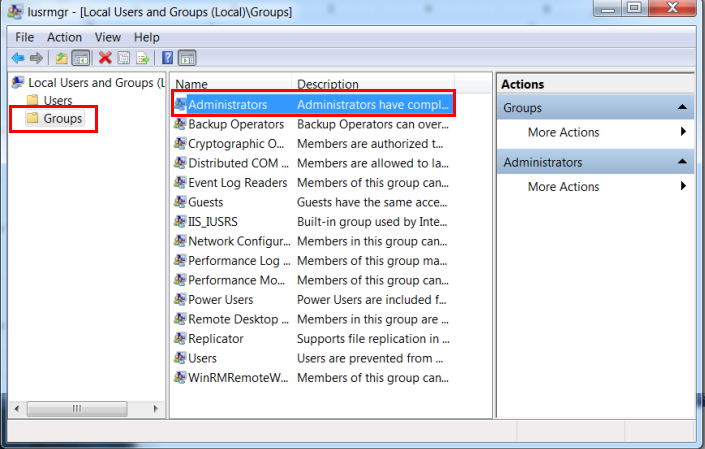 lusrmgr - [Local Users and Groups (Local)\Groups]
File Action View Help
Local Users and Groups (L
Users
Groups
Name Description
Administrators Administrators have compl...
Backup Operators Backup Operators can over...
Cryptographic O... Members are authorized t...
Distributed COM ... Members are allowed to la...
Event Log Readers Members of this group can...
Guests Guests have the same acce...
IIS_IUSRS Built-in group used by Inte...
Network Configur... Members in this group can...
Performance Log ... Members of this group ma...
Performance Mo... Members of this group can...
Power Users Power Users are included f...
Remote Desktop ... Members in this group are ...
Replicator Supports file replication in ...
Users Users are prevented from ...
WinRMRemoteW... Members of this group can...
Actions
Groups
More Actions
Administrators
More Actions